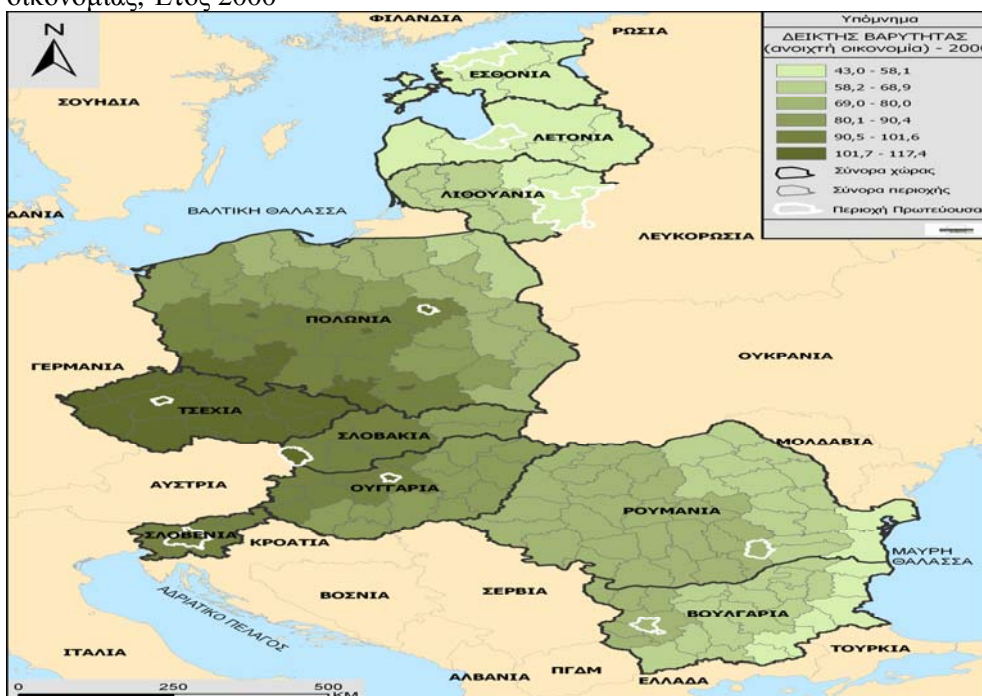 οικονομίας, Έτος 2000
N
ΦΙΛΑΝΔΙΑ
ΡΩΣΙΑ
Υπόμνημα
ΔΕΙΚΤΗΣ ΒΑΡΥΤΗΤΑΣ
(ανοιχτή οικονομία) - 2000
43,0 - 58,1
58,2 - 68,9
69,0 - 80,0
80,1 - 90,4
90,5 - 101,6
101,7 - 117,4
Σύνορα χώρας
Σύνορα περιοχής
Περιοχή Πρωτεύουσα
ΣΟΥΗΔΙΑ
ΕΣΘΟΝΙΑ
ΛΕΤΟΝΙΑ
ΛΙΘΟΥΑΝΙΑ
ΔΑΝΙΑ
ΒΑΛΤΙΚΗ ΘΑΛΑΣΣΑ
ΛΕΥΚΟΡΩΣΙΑ
ΠΟΛΩΝΙΑ
ΓΕΡΜΑΝΙΑ
ΟΥΚΡΑΝΙΑ
ΤΣΕΧΙΑ
ΣΛΟΒΑΚΙΑ
ΜΟΛΔΑΒΙΑ
ΑΥΣΤΡΙΑ
ΟΥΓΓΑΡΙΑ
ΡΟΥΜΑΝΙΑ
ΣΛΟΒΕΝΙΑ
ΚΡΟΑΤΙΑ
ΜΑΥΡΗ
ΘΑΛΑΣΣΑ
ΒΟΣΝΙΑ
ΣΕΡΒΙΑ
ΒΟΥΛΓΑΡΙΑ
ΑΔΡΙΑΤΙΚΟ ΠΕΛΑΓΟΣ
ΙΤΑΛΙΑ
ΤΟΥΡΚΙΑ
ΑΛΒΑΝΙΑ
ΠΓΔΜ
ΕΛΛΑΔΑ
0 250 500
KM